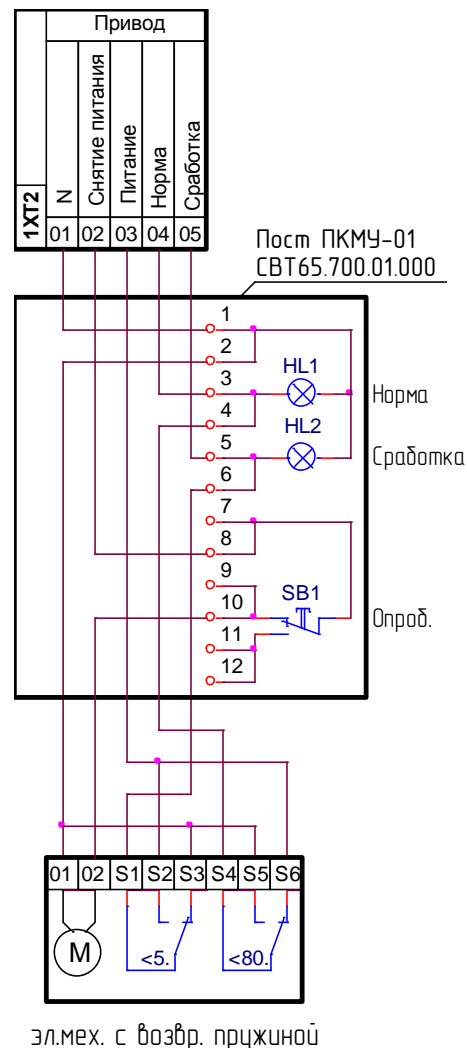 Привод
1XT2
N
Снятие питания
Питание
Норма
Сработка
01 02 03 04 05
Пост ПКМУ-01
СВТ65.700.01.000
1
2
3
HL1
Норма
4
5
HL2
Сработка
6
7
8
9
10
SB1
Опроб.
11
12
01 02 S1 S2 S3 S4 S5 S6
M
<5.
<80.
эл.мех. с возвр. пружиной